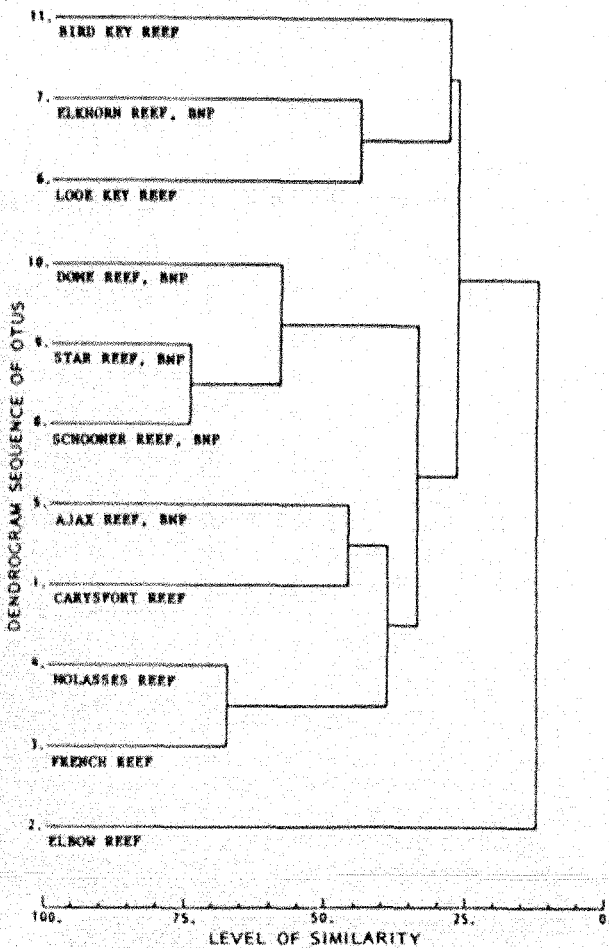 11.
BIRD KEY REEF
7.
ELKHORN REEF, BNP
6.
LOOE KEY REEF
10.
DOME REEF, BNP
9.
STAR REEF, BNP
8.
SCHOONER REEF, BNP
5.
AJAX REEF, BNP
1.
CARYSFORT REEF
4.
MOLASSES REEF
3.
FRENCH REEF
2.
ELBOW REEF
DENDROGRAM SEQUENCE OF OTUS
100. 75. 50. 25. 0.
LEVEL OF SIMILARITY